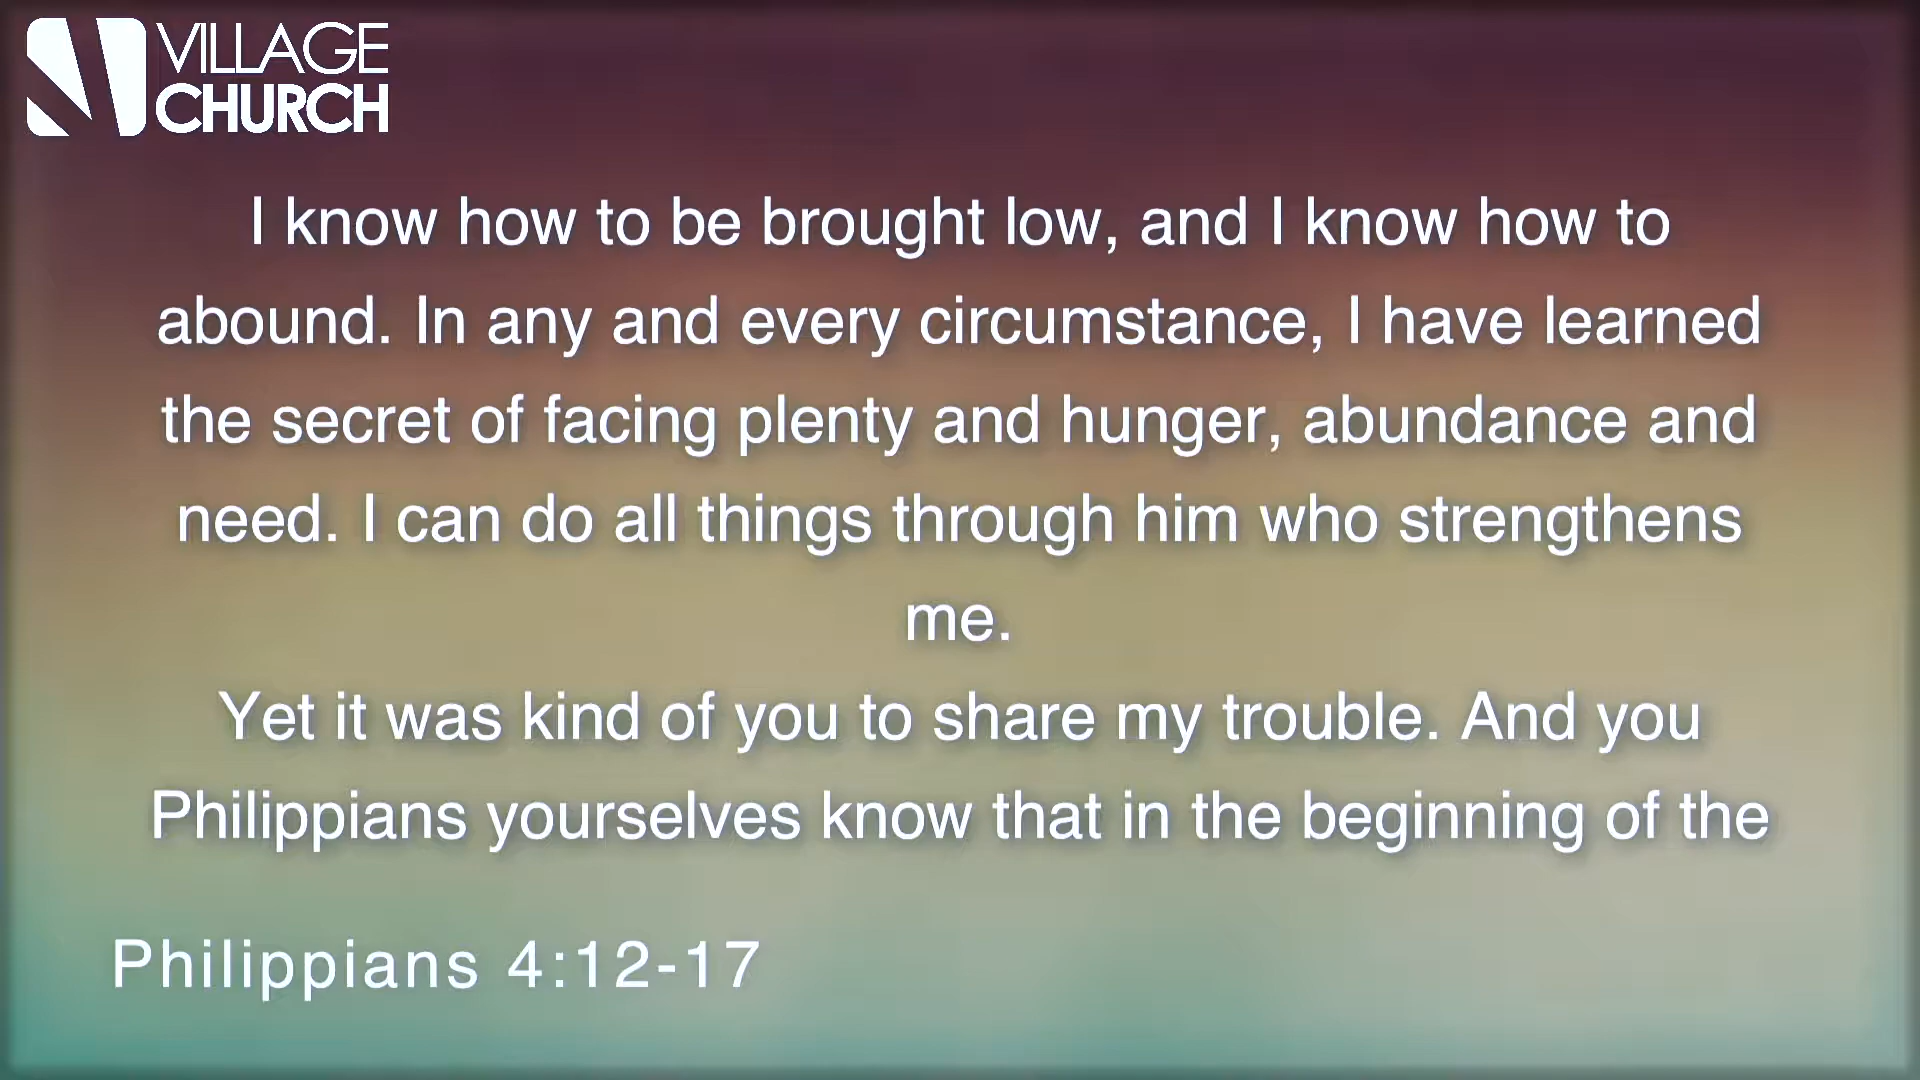 VILLAGE
CHURCH
I know how to be brought low, and I know how to
abound. In any and every circumstance, I have learned
the secret of facing plenty and hunger, abundance and
need. I can do all things through him who strengthens
me.
Yet it was kind of you to share my trouble. And you
Philippians yourselves know that in the beginning of the
Philippians 4:12-17